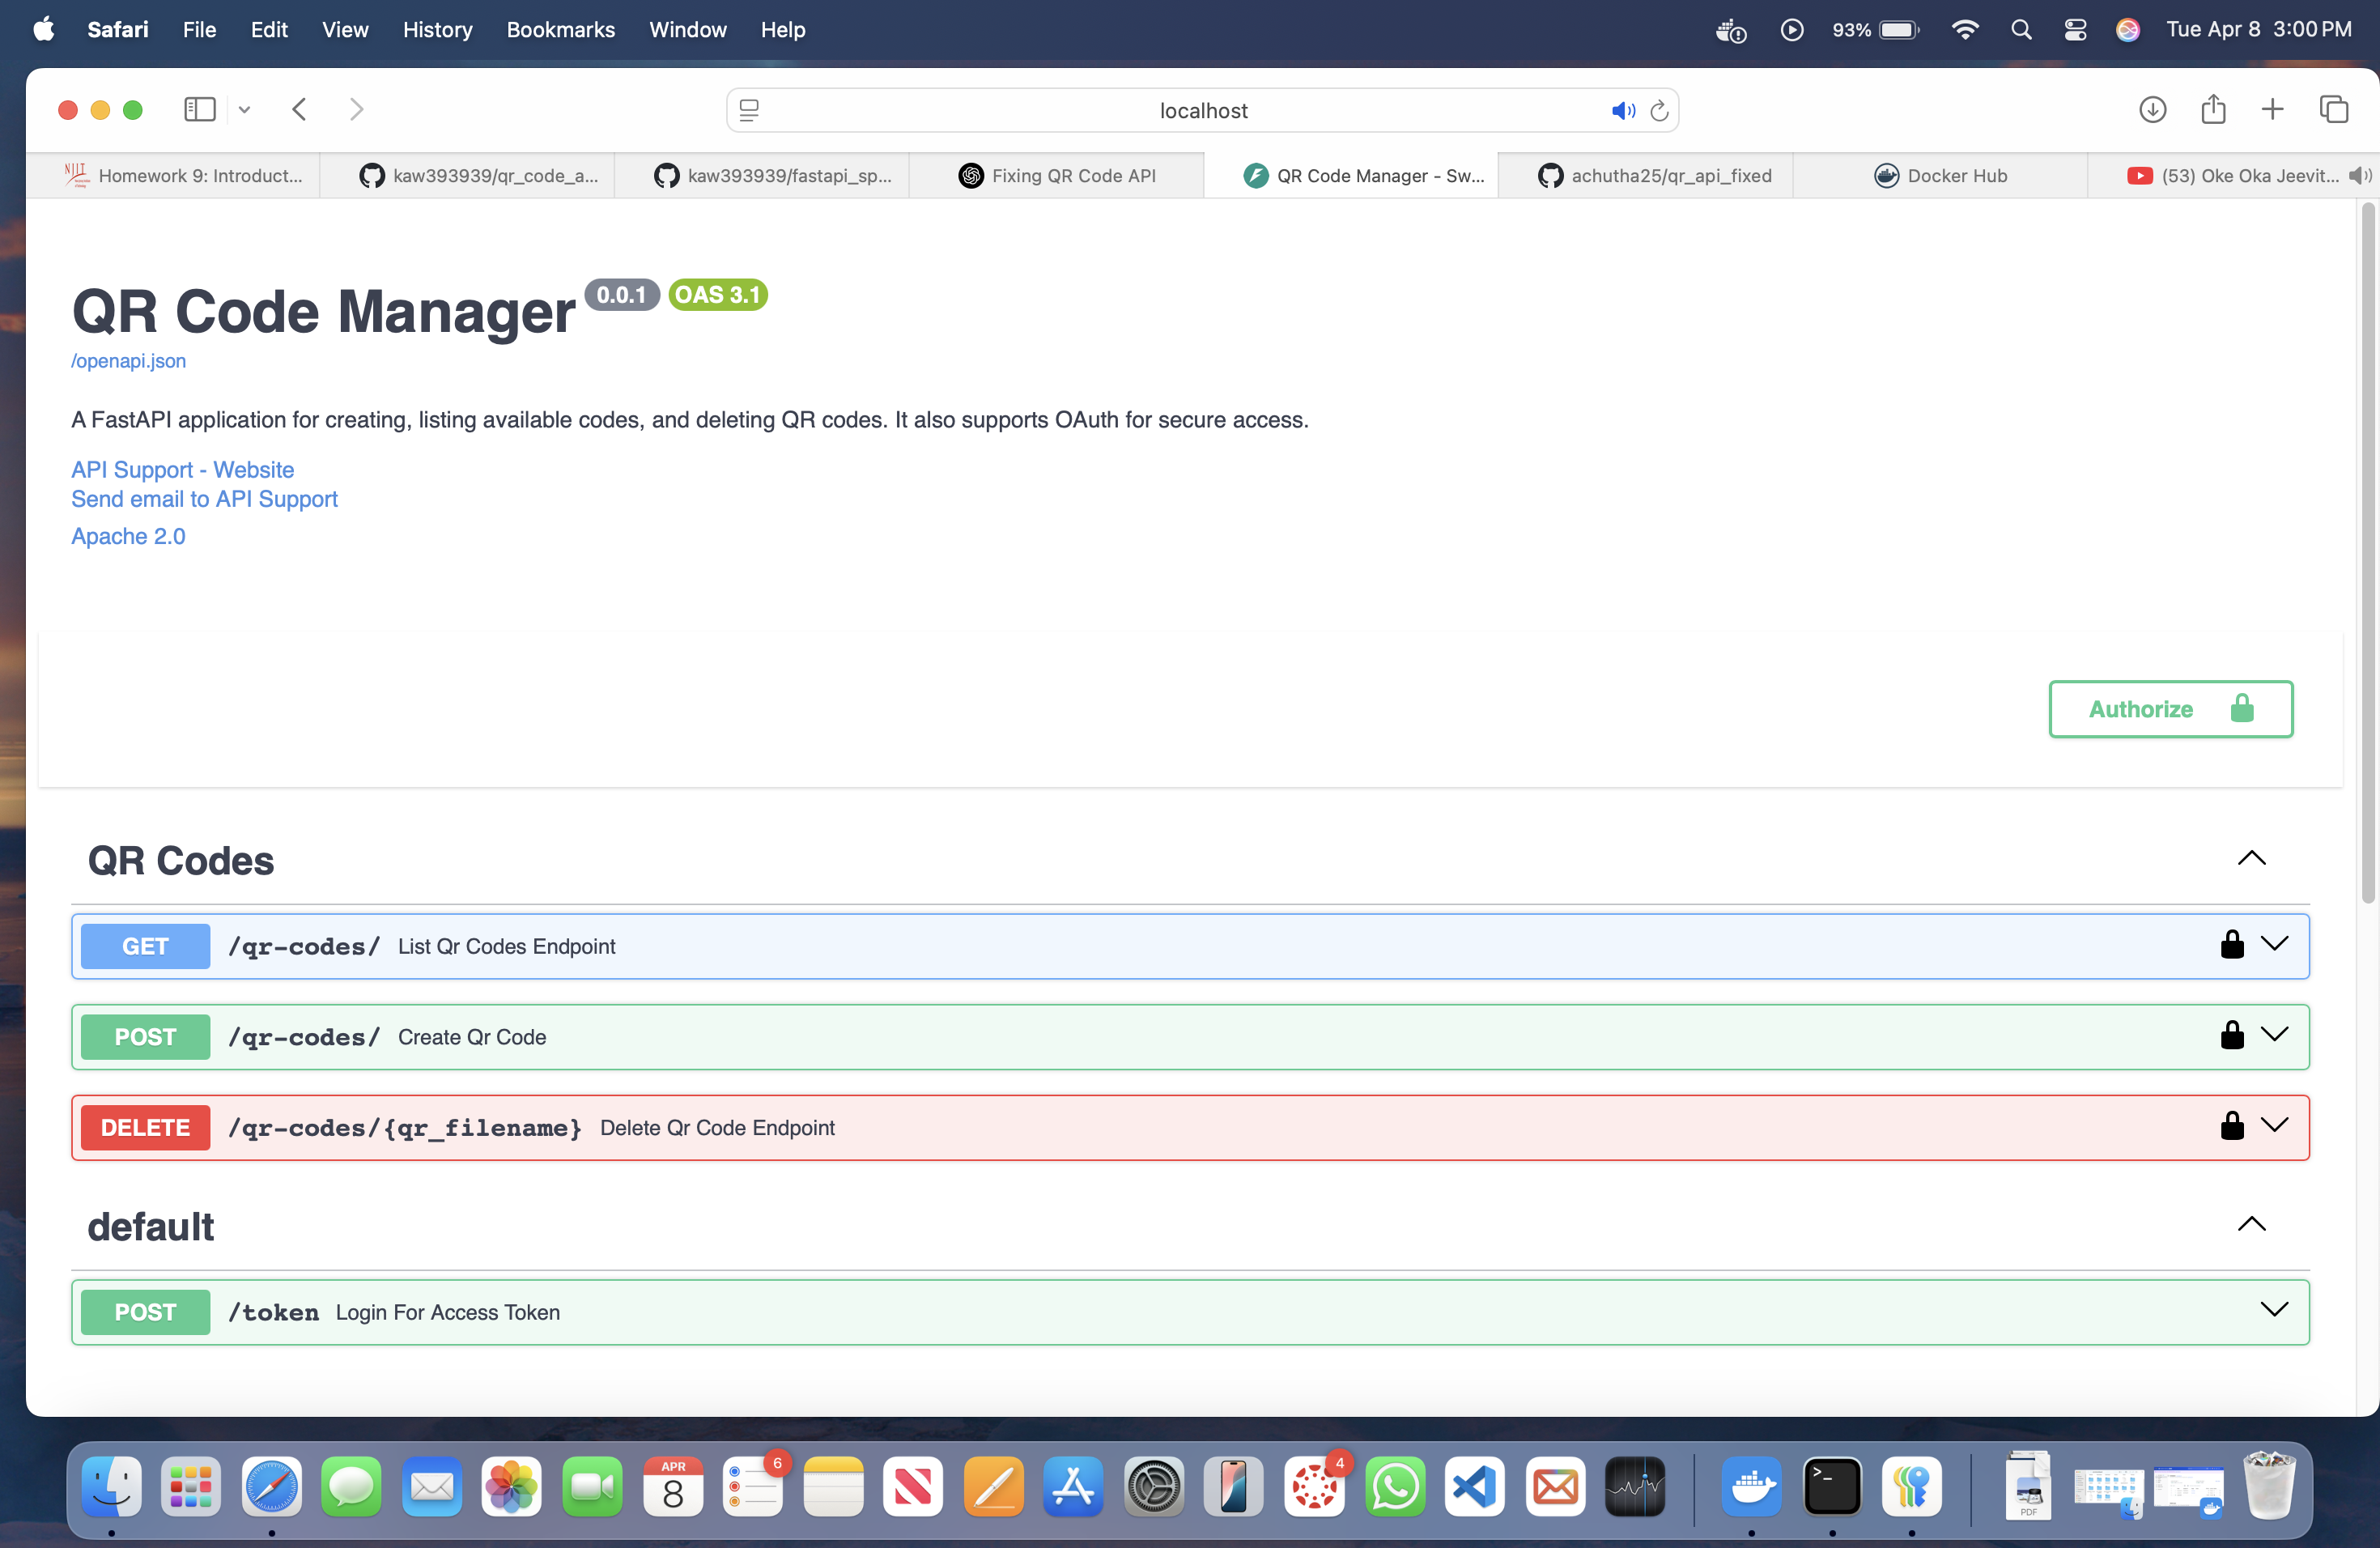 Safari File Edit View History Bookmarks Window Help 93% Tue Apr 8 3:00 PM
localhost
Homework 9: Introduct... kaw393939/qr_code_a... kaw393939/fastapi_sp... Fixing QR Code API QR Code Manager - Sw... achutha25/qr_api_fixed Docker Hub (53) Oke Oka Jeevit...
QR Code Manager 0.0.1 OAS 3.1
/openapi.json
A FastAPI application for creating, listing available codes, and deleting QR codes. It also supports OAuth for secure access.
API Support - Website
Send email to API Support
Apache 2.0
Authorize
QR Codes
GET /qr-codes/ List Qr Codes Endpoint
POST /qr-codes/ Create Qr Code
DELETE /qr-codes/{qr_filename} Delete Qr Code Endpoint
default
POST /token Login For Access Token
APR 6 4
8 >_ PDF